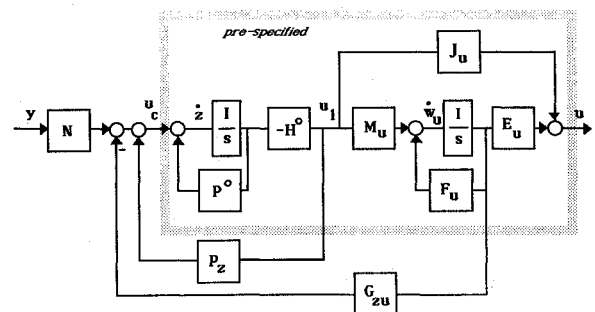 pre-specified
J_u
y
N
-
u_c
ż
I/s
-H°
u_1
M_u
ẇ_u
I/s
E_u
u
P°
F_u
P_z
G_zu